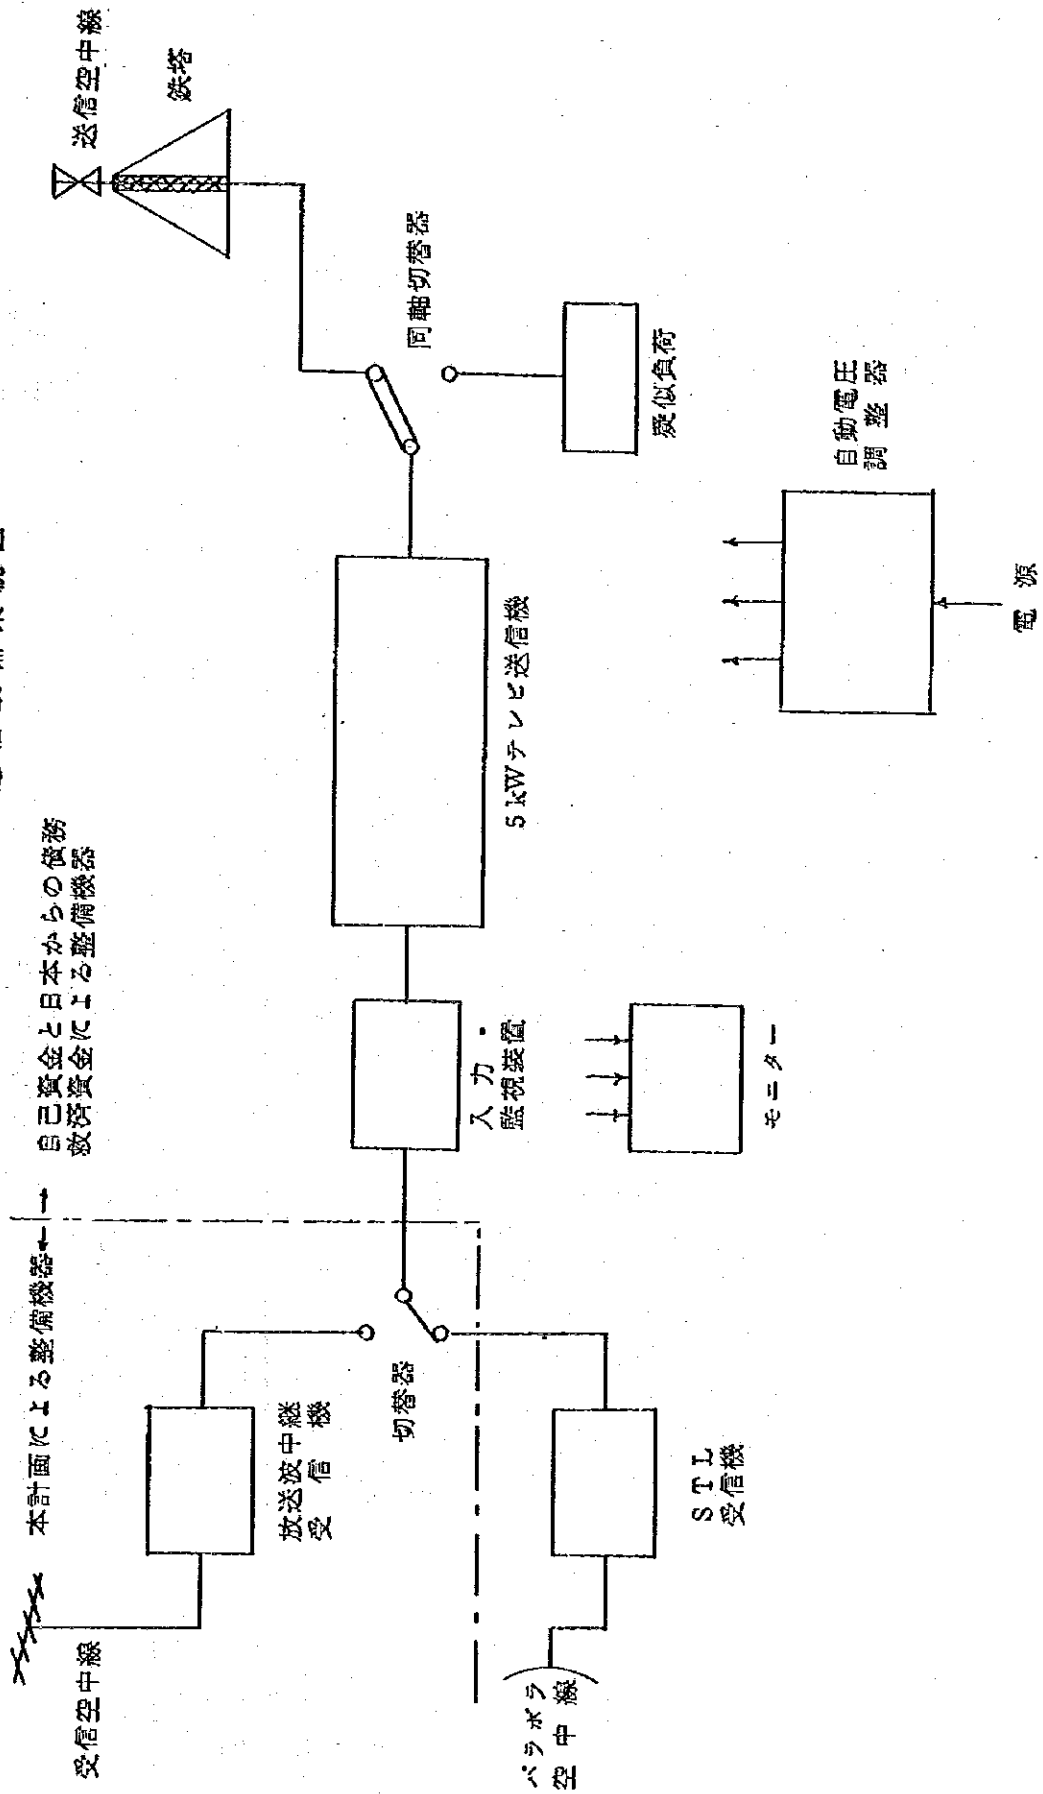 自己資金と日本からの債務
救済資金による整備機器
本計画による整備機器
受信空中線
放送波中継
受信機
切替器
パラボラ
空中線
STL
受信機
入力・
監視装置
モニター
5kWテレビ送信機
同軸切替器
疑似負荷
送信空中線
鉄塔
自動電圧
調整器
電源